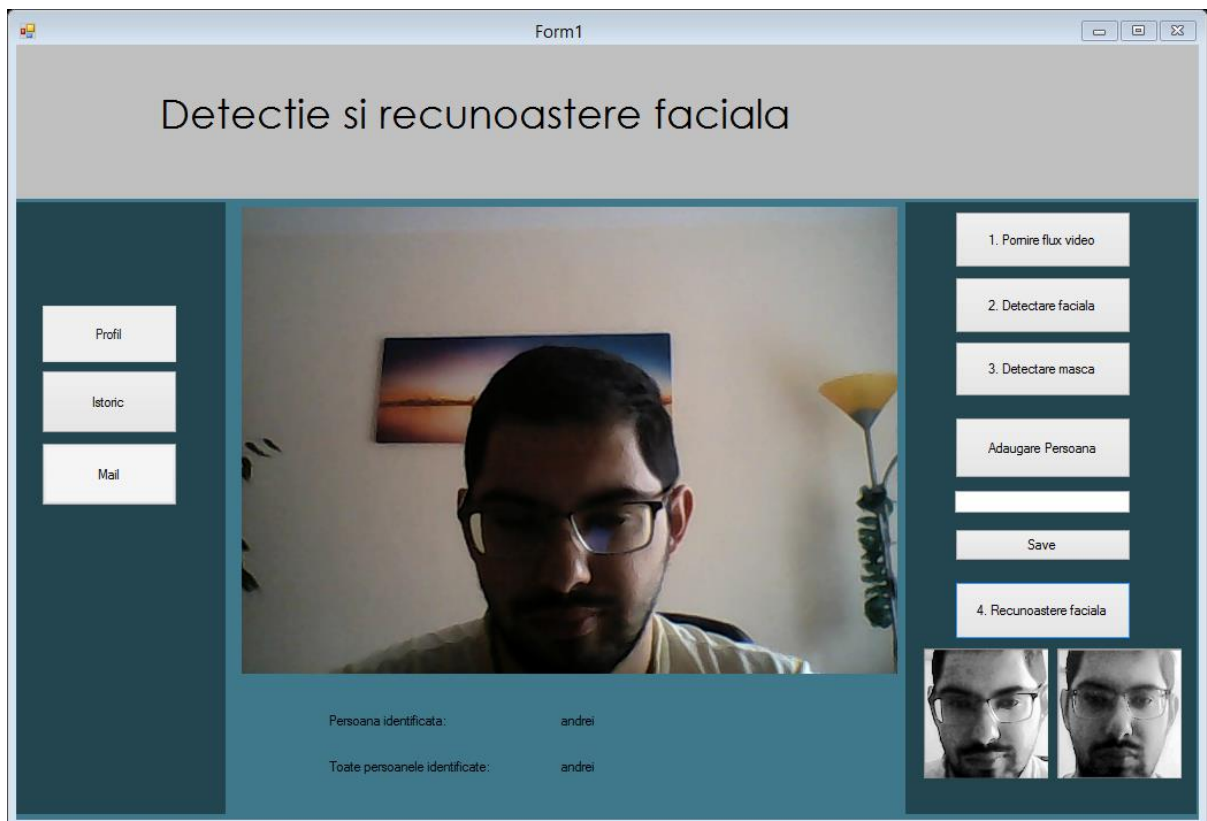 Form1
Detectie si recunoastere faciala
Profil
Istoric
Mail
1. Pornire flux video
2. Detectare faciala
3. Detectare masca
Adaugare Persoana
Save
4. Recunoastere faciala
Persoana identificata: andrei
Toate persoanele identificate: andrei